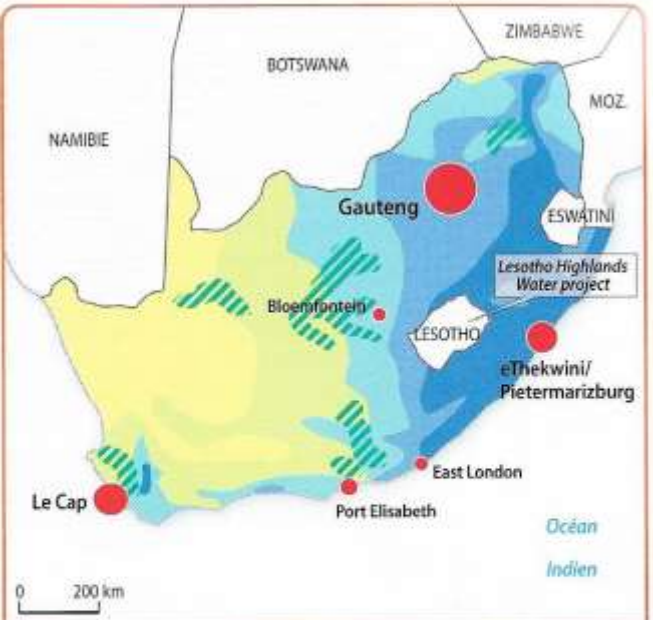 ZIMBABWE
BOTSWANA
MOZ.
NAMIBIE
Gauteng
ESWATINI
Lesotho Highlands
Water project
Bloemfontein
LESOTHO
eThekwini/
Pietermarizburg
East London
Le Cap
Port Elisabeth
Océan
Indien
0 200 km